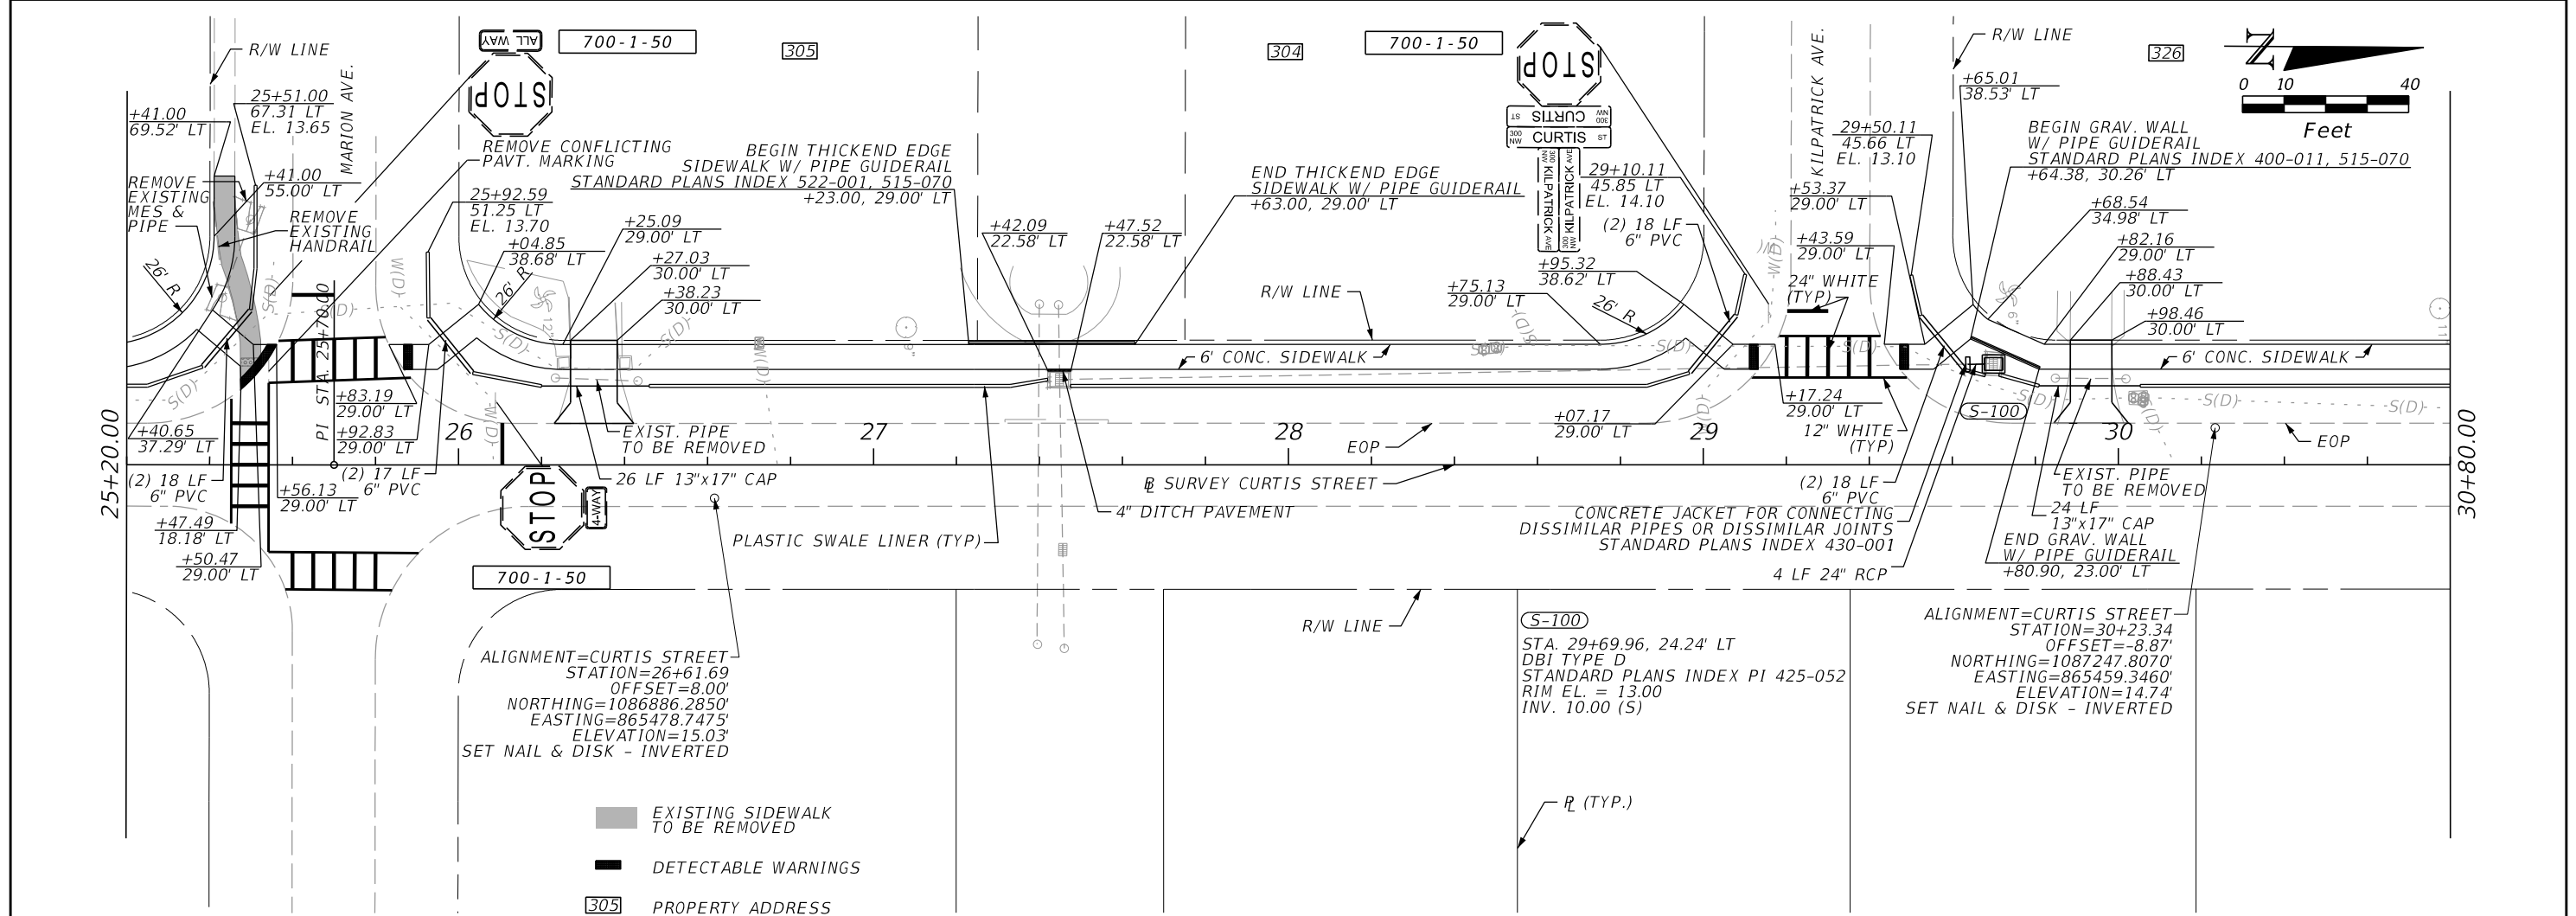 R/W LINE
MARION AVE.
ALL WAY
STOP
700-1-50
305
304
700-1-50
STOP
CURTIS ST
300 NW
300 NW CURTIS ST
300 NW KILPATRICK AVE
300 NW KILPATRICK AVE
KILPATRICK AVE.
R/W LINE
326
N
0 10 40
Feet
+41.00
69.52' LT
25+51.00
67.31 LT
EL. 13.65
+41.00
55.00' LT
REMOVE
EXISTING
MES &
PIPE
REMOVE
EXISTING
HANDRAIL
26' R
REMOVE CONFLICTING
PAVT. MARKING
25+92.59
51.25 LT
EL. 13.70
+04.85
38.68' LT
26' R
BEGIN THICKEND EDGE
SIDEWALK W/ PIPE GUIDERAIL
STANDARD PLANS INDEX 522-001, 515-070
+23.00, 29.00' LT
+25.09
29.00' LT
+27.03
30.00' LT
+38.23
30.00' LT
+42.09
22.58' LT
+47.52
22.58' LT
END THICKEND EDGE
SIDEWALK W/ PIPE GUIDERAIL
+63.00, 29.00' LT
R/W LINE
+75.13
29.00' LT
29+10.11
45.85 LT
EL. 14.10
(2) 18 LF
6" PVC
+95.32
38.62' LT
26' R
+65.01
38.53' LT
29+50.11
45.66 LT
EL. 13.10
+53.37
29.00' LT
+43.59
29.00' LT
24" WHITE
(TYP)
BEGIN GRAV. WALL
W/ PIPE GUIDERAIL
STANDARD PLANS INDEX 400-011, 515-070
+64.38, 30.26' LT
+68.54
34.98' LT
+82.16
29.00' LT
+88.43
30.00' LT
+98.46
30.00' LT
6' CONC. SIDEWALK
6' CONC. SIDEWALK
S(D)
S(D)
S(D)
S(D)
S(D)
S(D)
S(D)
S(D)
S(D)
S(D)
S(D)
W(D)
W(D)
W(D)
W(D)
12"
9"
6"
11"
25+20.00
PI STA. 25+70.00
26
27
28
29
30
30+80.00
+40.65
37.29' LT
+83.19
29.00' LT
+92.83
29.00' LT
(2) 18 LF
6" PVC
+56.13
29.00' LT
(2) 17 LF
6" PVC
+47.49
18.18' LT
+50.47
29.00' LT
EXIST. PIPE
TO BE REMOVED
26 LF 13"x17" CAP
STOP
4-WAY
700-1-50
PLASTIC SWALE LINER (TYP)
4" DITCH PAVEMENT
EOP
BL SURVEY CURTIS STREET
+07.17
29.00' LT
+17.24
29.00' LT
12" WHITE
(TYP)
S-100
(2) 18 LF
6" PVC
CONCRETE JACKET FOR CONNECTING
DISSIMILAR PIPES OR DISSIMILAR JOINTS
STANDARD PLANS INDEX 430-001
4 LF 24" RCP
EOP
EXIST. PIPE
TO BE REMOVED
24 LF
13"x17" CAP
END GRAV. WALL
W/ PIPE GUIDERAIL
+80.90, 23.00' LT
R/W LINE
ALIGNMENT=CURTIS STREET
STATION=26+61.69
OFFSET=8.00'
NORTHING=1086886.2850'
EASTING=865478.7475'
ELEVATION=15.03'
SET NAIL & DISK - INVERTED
S-100
STA. 29+69.96, 24.24' LT
DBI TYPE D
STANDARD PLANS INDEX PI 425-052
RIM EL. = 13.00
INV. 10.00 (S)
ALIGNMENT=CURTIS STREET
STATION=30+23.34
OFFSET=-8.87'
NORTHING=1087247.8070'
EASTING=865459.3460'
ELEVATION=14.74'
SET NAIL & DISK - INVERTED
PL (TYP.)
EXISTING SIDEWALK
TO BE REMOVED
DETECTABLE WARNINGS
305 PROPERTY ADDRESS